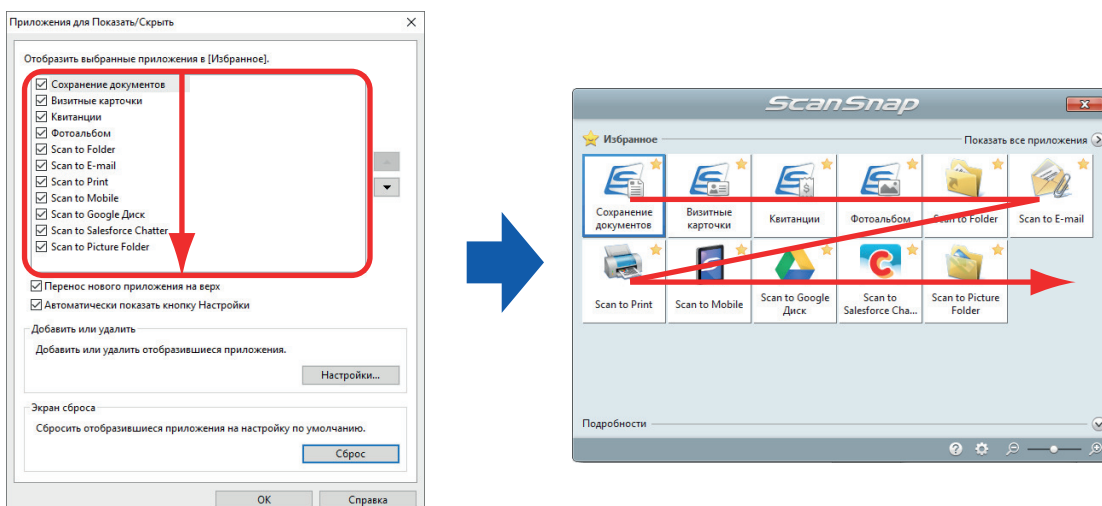 Приложения для Показать/Скрыть
Отобразить выбранные приложения в [Избранное].
Сохранение документов
Визитные карточки
Квитанции
Фотоальбом
Scan to Folder
Scan to E-mail
Scan to Print
Scan to Mobile
Scan to Google Диск
Scan to Salesforce Chatter
Scan to Picture Folder
Перенос нового приложения на верх
Автоматически показать кнопку Настройки
Добавить или удалить
Добавить или удалить отобразившиеся приложения.
Настройки...
Экран сброса
Сбросить отобразившиеся приложения на настройку по умолчанию.
Сброс
ОК
Справка
ScanSnap
Избранное
Показать все приложения
Сохранение
документов
Визитные
карточки
Квитанции
Фотоальбом
Scan to Folder
Scan to E-mail
Scan to Print
Scan to Mobile
Scan to Google
Диск
Scan to
Salesforce Cha...
Scan to Picture
Folder
Подробности